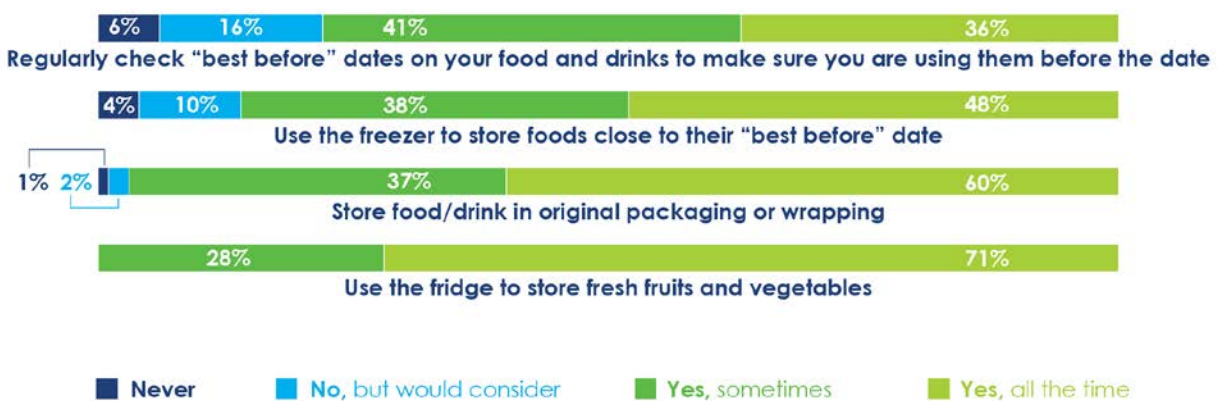 6% 16% 41% 36%
Regularly check “best before” dates on your food and drinks to make sure you are using them before the date
4% 10% 38% 48%
Use the freezer to store foods close to their “best before” date
1% 2% 37% 60%
Store food/drink in original packaging or wrapping
28% 71%
Use the fridge to store fresh fruits and vegetables
Never No, but would consider Yes, sometimes Yes, all the time